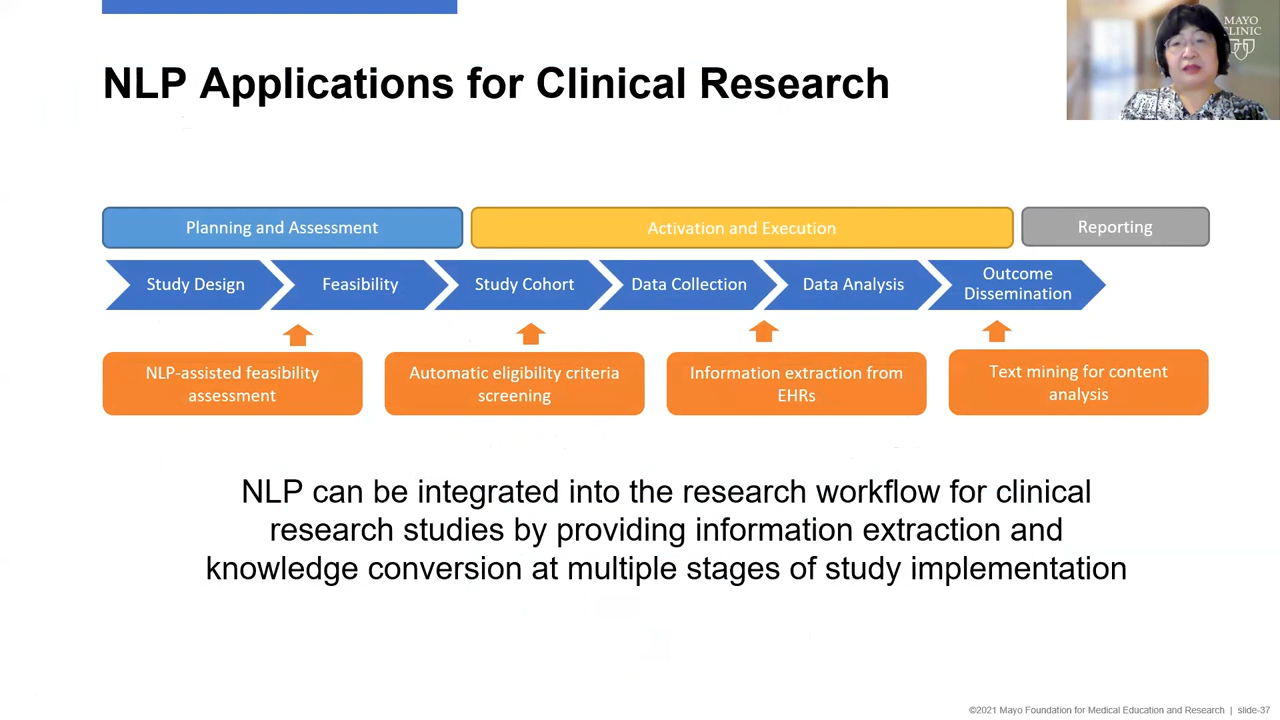 MAYO
CLINIC
NLP Applications for Clinical Research
Planning and Assessment
Activation and Execution
Reporting
Study Design
Feasibility
Study Cohort
Data Collection
Data Analysis
Outcome
Dissemination
NLP-assisted feasibility
assessment
Automatic eligibility criteria
screening
Information extraction from
EHRs
Text mining for content
analysis
NLP can be integrated into the research workflow for clinical
research studies by providing information extraction and
knowledge conversion at multiple stages of study implementation
©2021 Mayo Foundation for Medical Education and Research | slide-37